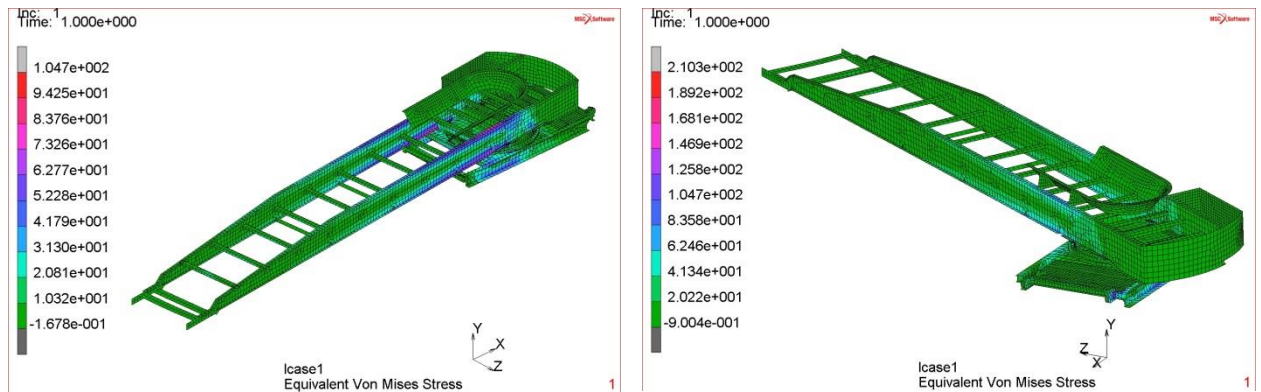 Inc: 1
Time: 1.000e+000
MSC Software
1.047e+002
9.425e+001
8.376e+001
7.326e+001
6.277e+001
5.228e+001
4.179e+001
3.130e+001
2.081e+001
1.032e+001
-1.678e-001
Y
X
Z
lcase1
Equivalent Von Mises Stress
1
Inc: 1
Time: 1.000e+000
MSC Software
2.103e+002
1.892e+002
1.681e+002
1.469e+002
1.258e+002
1.047e+002
8.358e+001
6.246e+001
4.134e+001
2.022e+001
-9.004e-001
Y
Z
X
lcase1
Equivalent Von Mises Stress
1